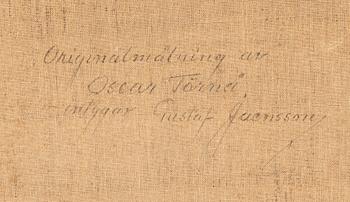 Originalmålning av
Oscar Törnå.
intygar Gustaf Jaensson